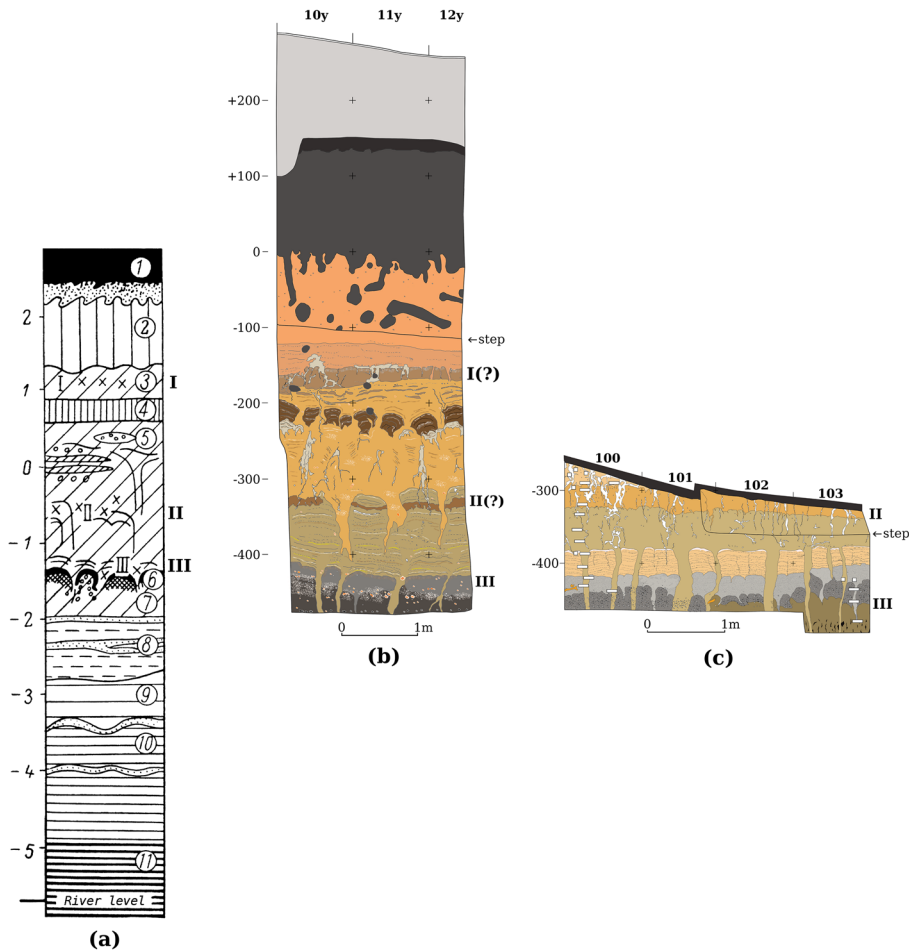 10y 11y 12y
+200
+100
0
-100
←step
I(?)
-200
-300
II(?)
-400
III
0 1m
(b)
1
2
2
I 3 I
1
4
5
0
II II
-1
III III
6
7
-2
8
-3
9
10
-4
-5
11
River level
(a)
100
101
102
103
-300
II
←step
-400
III
0 1m
(c)